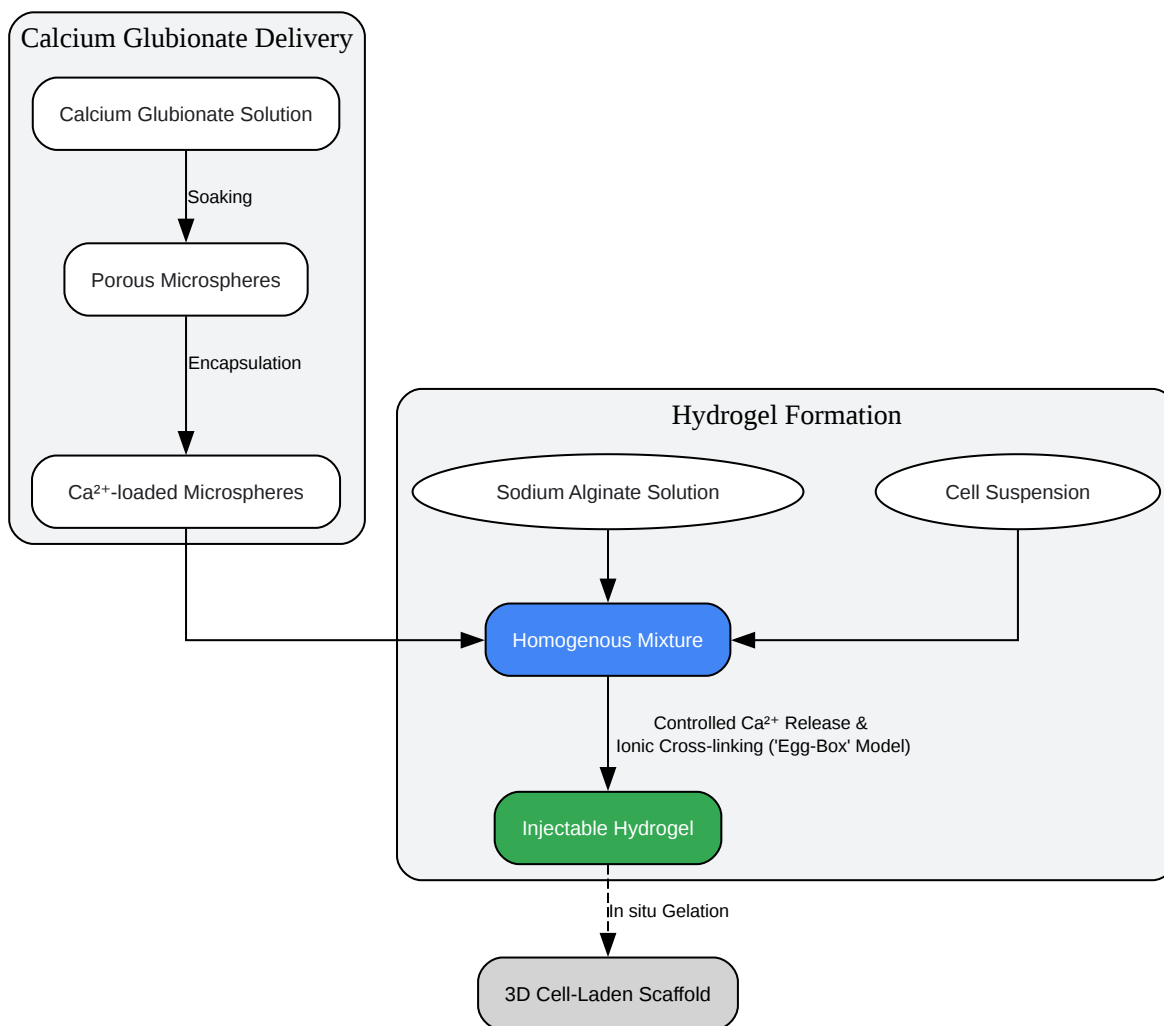 Calcium Glubionate Delivery
Calcium Glubionate Solution
Soaking
Porous Microspheres
Encapsulation
Ca²⁺-loaded Microspheres
Hydrogel Formation
Sodium Alginate Solution
Cell Suspension
Homogenous Mixture
Controlled Ca²⁺ Release &
Ionic Cross-linking ('Egg-Box' Model)
Injectable Hydrogel
In situ Gelation
3D Cell-Laden Scaffold